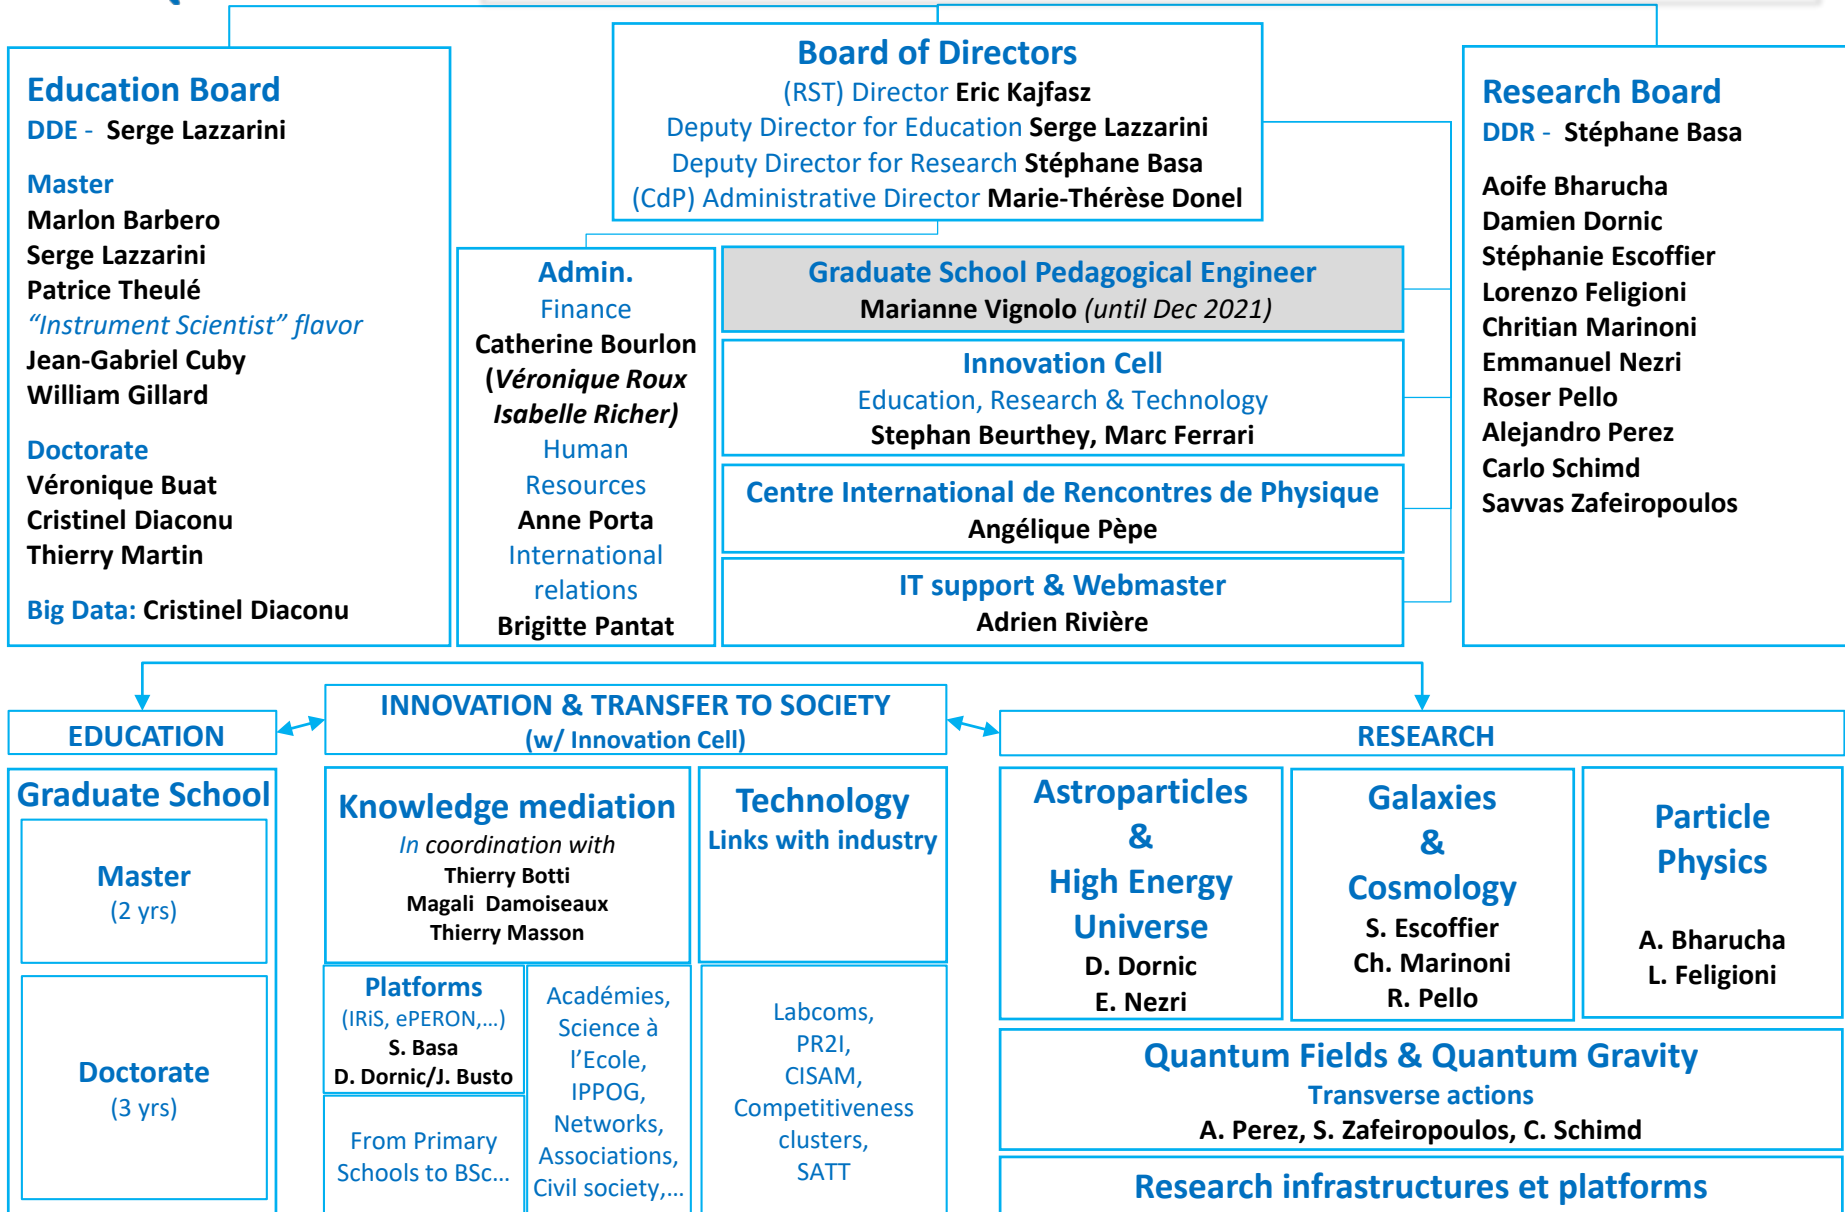 Board of Directors
(RST) Director Eric Kajfasz
Deputy Director for Education Serge Lazzarini
Deputy Director for Research Stéphane Basa
(CdP) Administrative Director Marie-Thérèse Donel
Education Board
DDE - Serge Lazzarini
Master
Marlon Barbero
Serge Lazzarini
Patrice Theulé
“Instrument Scientist” flavor
Jean-Gabriel Cuby
William Gillard
Doctorate
Véronique Buat
Cristinel Diaconu
Thierry Martin
Big Data: Cristinel Diaconu
Admin.
Finance
Catherine Bourlon
(Véronique Roux
Isabelle Richer)
Human
Resources
Anne Porta
International
relations
Brigitte Pantat
Graduate School Pedagogical Engineer
Marianne Vignolo (until Dec 2021)
Innovation Cell
Education, Research & Technology
Stephan Beurthey, Marc Ferrari
Centre International de Rencontres de Physique
Angélique Pèpe
IT support & Webmaster
Adrien Rivière
Research Board
DDR - Stéphane Basa
Aoife Bharucha
Damien Dornic
Stéphanie Escoffier
Lorenzo Feligioni
Chritian Marinoni
Emmanuel Nezri
Roser Pello
Alejandro Perez
Carlo Schimd
Savvas Zafeiropoulos
EDUCATION
INNOVATION & TRANSFER TO SOCIETY
(w/ Innovation Cell)
RESEARCH
Graduate School
Master
(2 yrs)
Doctorate
(3 yrs)
Knowledge mediation
In coordination with
Thierry Botti
Magali Damoiseaux
Thierry Masson
Platforms
(IRiS, ePERON,...)
S. Basa
D. Dornic/J. Busto
From Primary
Schools to BSc...
Académies,
Science à
l’Ecole,
IPPOG,
Networks,
Associations,
Civil society,...
Technology
Links with industry
Labcoms,
PR2I,
CISAM,
Competitiveness
clusters,
SATT
Astroparticles
&
High Energy
Universe
D. Dornic
E. Nezri
Galaxies
&
Cosmology
S. Escoffier
Ch. Marinoni
R. Pello
Particle
Physics
A. Bharucha
L. Feligioni
Quantum Fields & Quantum Gravity
Transverse actions
A. Perez, S. Zafeiropoulos, C. Schimd
Research infrastructures et platforms